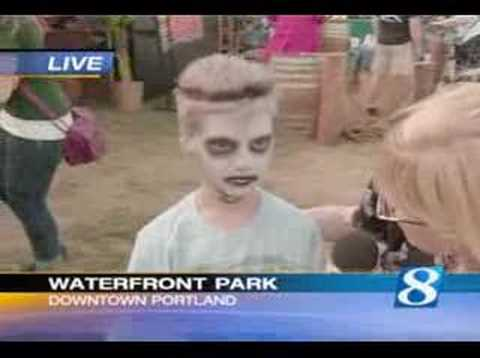 LIVE
WATERFRONT PARK
DOWNTOWN PORTLAND
8